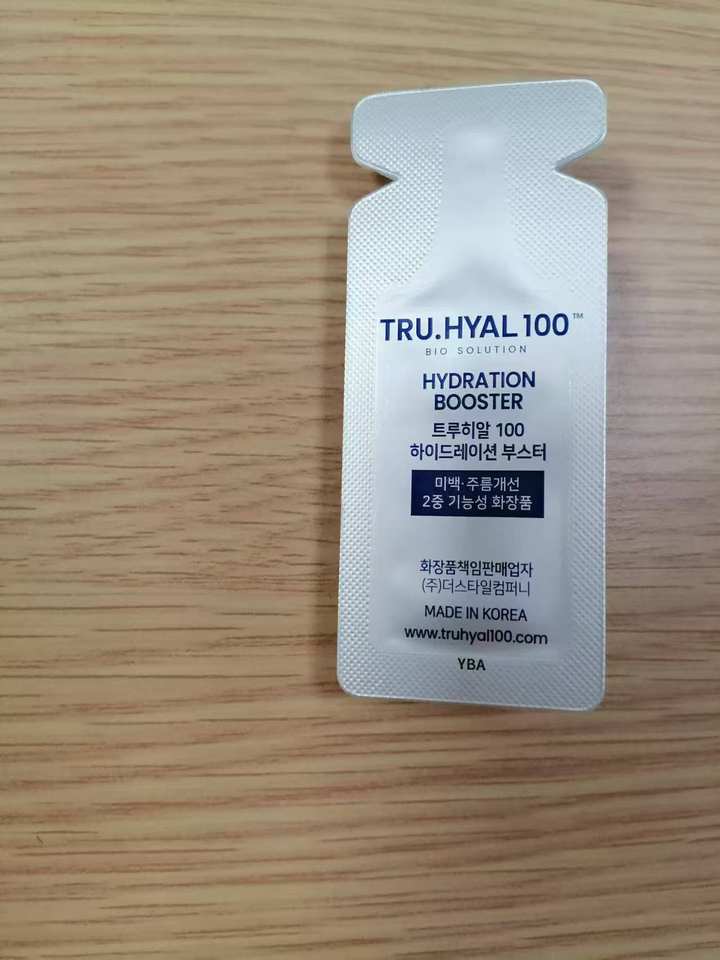 TRU.HYAL 100™
BIO SOLUTION
HYDRATION
BOOSTER
트루히알 100
하이드레이션 부스터
미백·주름개선
2중 기능성 화장품
화장품책임판매업자
(주)더스타일컴퍼니
MADE IN KOREA
www.truhyal100.com
YBA